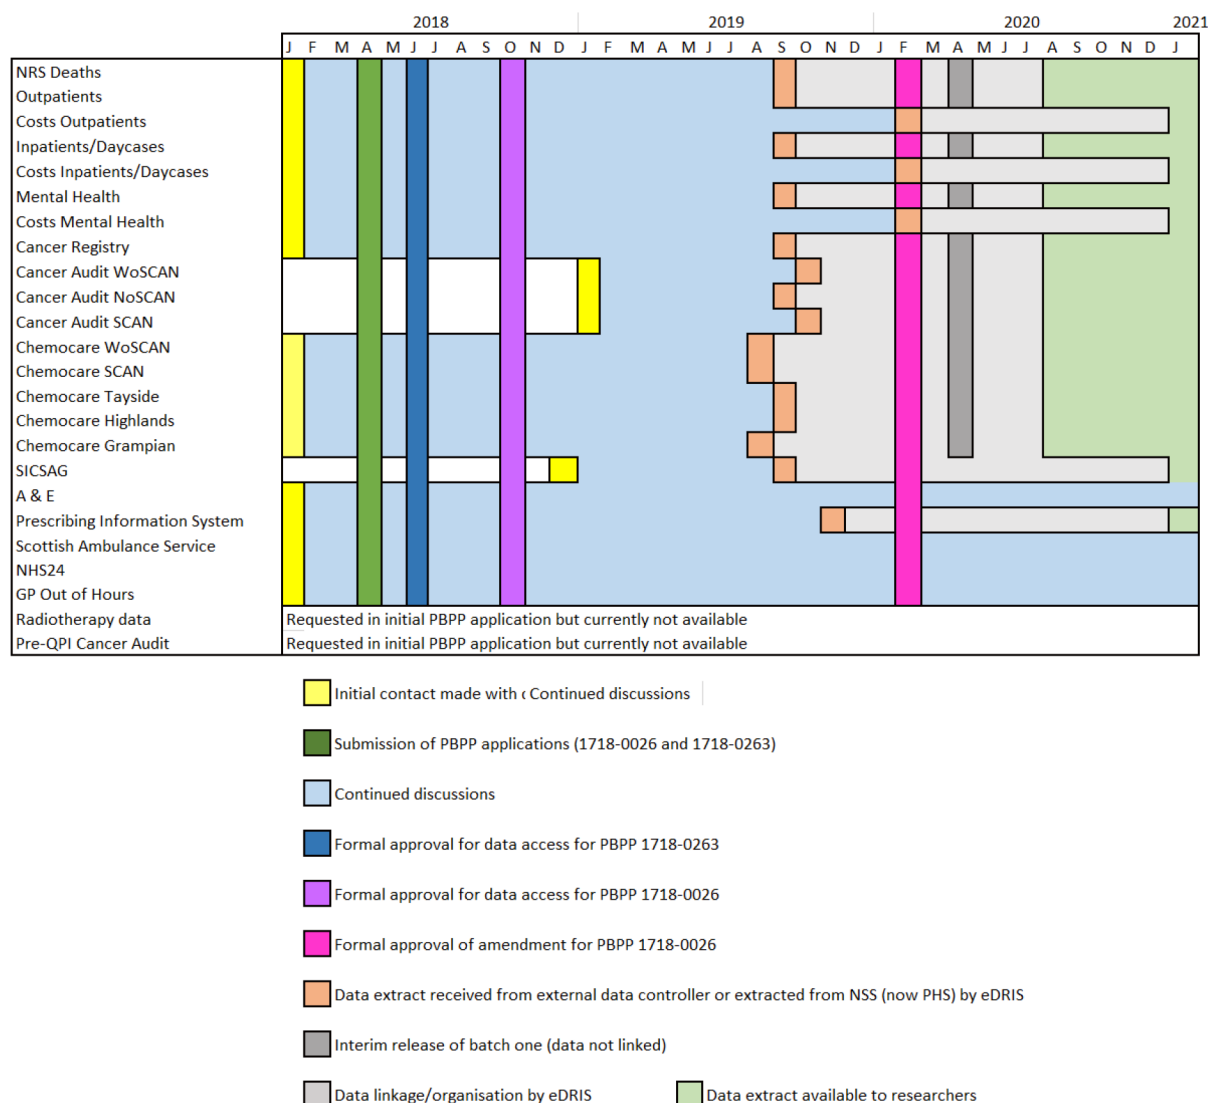 2018 2019 2020 2021
J F M A M J J A S O N D J F M A M J J A S O N D J F M A M J J A S O N D J
NRS Deaths
Outpatients
Costs Outpatients
Inpatients/Daycases
Costs Inpatients/Daycases
Mental Health
Costs Mental Health
Cancer Registry
Cancer Audit WoSCAN
Cancer Audit NoSCAN
Cancer Audit SCAN
Chemocare WoSCAN
Chemocare SCAN
Chemocare Tayside
Chemocare Highlands
Chemocare Grampian
SICSAG
A & E
Prescribing Information System
Scottish Ambulance Service
NHS24
GP Out of Hours
Radiotherapy data Requested in initial PBPP application but currently not available
Pre-QPI Cancer Audit Requested in initial PBPP application but currently not available
Initial contact made with Continued discussions
Submission of PBPP applications (1718-0026 and 1718-0263)
Continued discussions
Formal approval for data access for PBPP 1718-0263
Formal approval for data access for PBPP 1718-0026
Formal approval of amendment for PBPP 1718-0026
Data extract received from external data controller or extracted from NSS (now PHS) by eDRIS
Interim release of batch one (data not linked)
Data linkage/organisation by eDRIS Data extract available to researchers